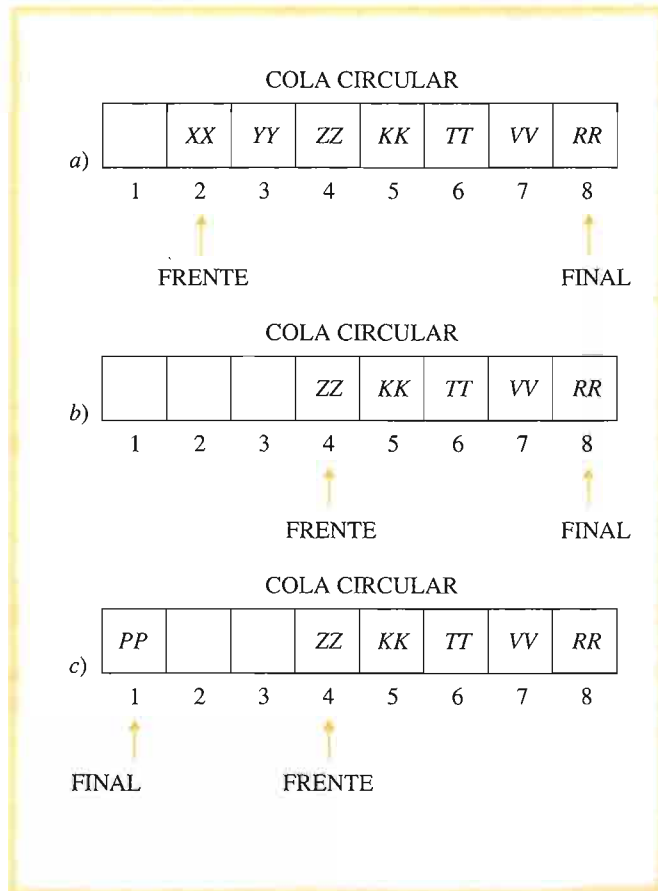 COLA CIRCULAR
a) XX YY ZZ KK TT VV RR
1 2 3 4 5 6 7 8
FRENTE FINAL
COLA CIRCULAR
b) ZZ KK TT VV RR
1 2 3 4 5 6 7 8
FRENTE FINAL
COLA CIRCULAR
c) PP ZZ KK TT VV RR
1 2 3 4 5 6 7 8
FINAL FRENTE